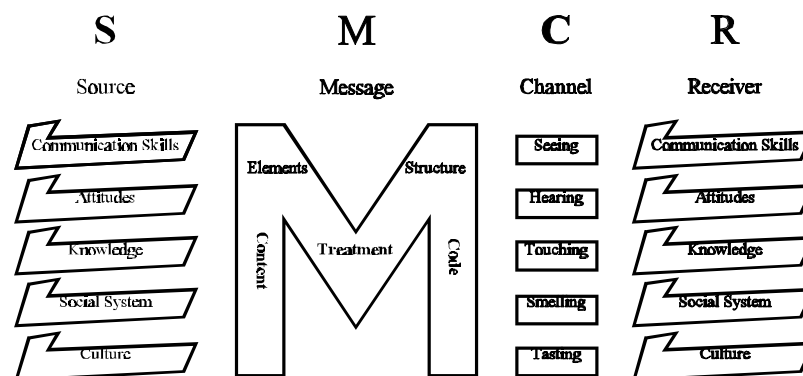 S M C R
Source Message Channel Receiver
Communication Skills Elements Structure Seeing Communication Skills
Attitudes Hearing Attitudes
Knowledge Content Treatment Code Touching Knowledge
Social System Smelling Social System
Culture Tasting Culture